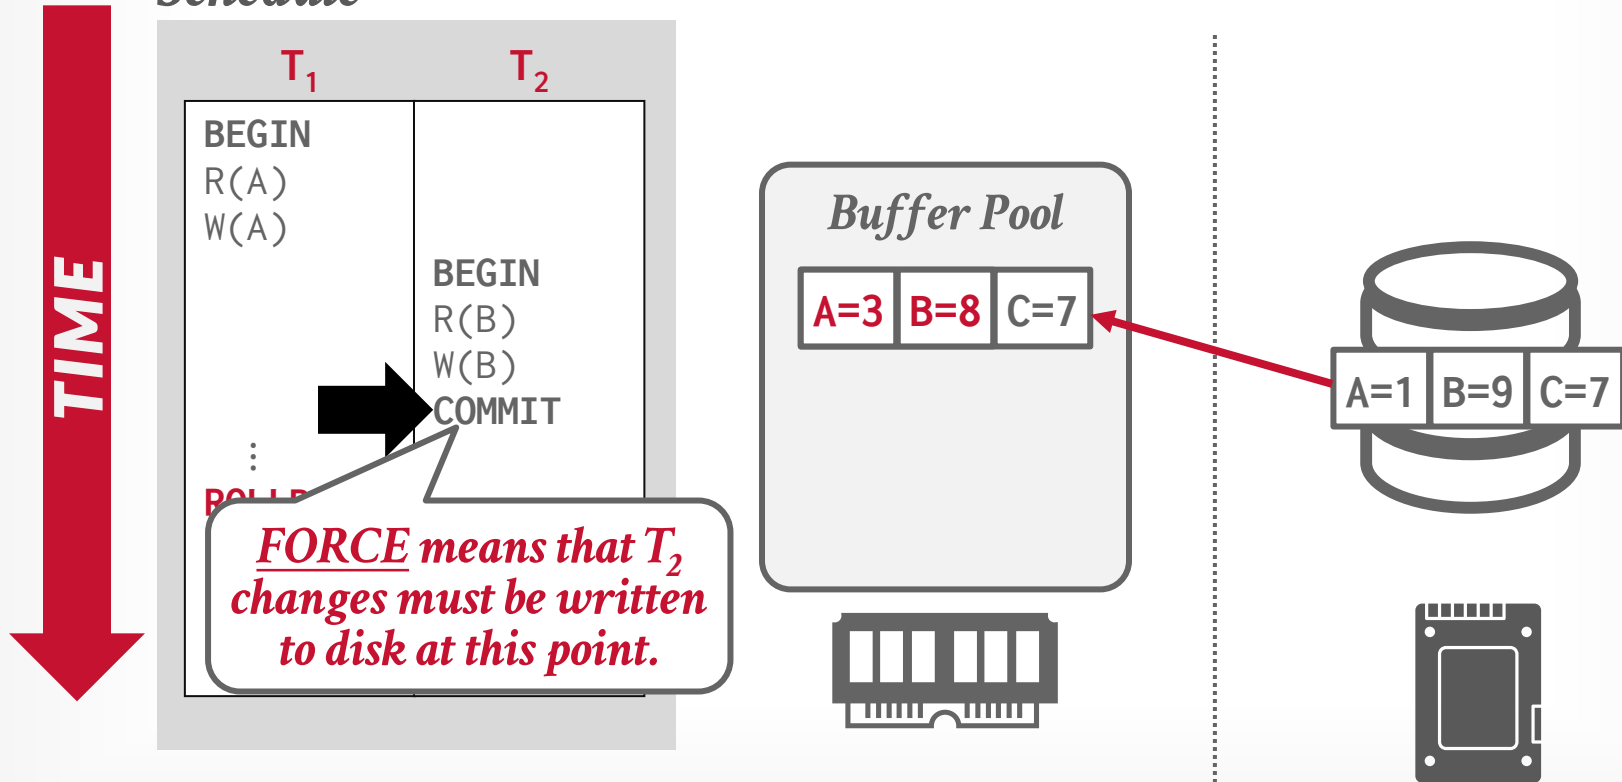 TIME
T1
T2
BEGIN
R(A)
W(A)
BEGIN
R(B)
W(B)
COMMIT
⋮
FORCE means that T2
changes must be written
to disk at this point.
Buffer Pool
A=3 B=8 C=7
A=1 B=9 C=7